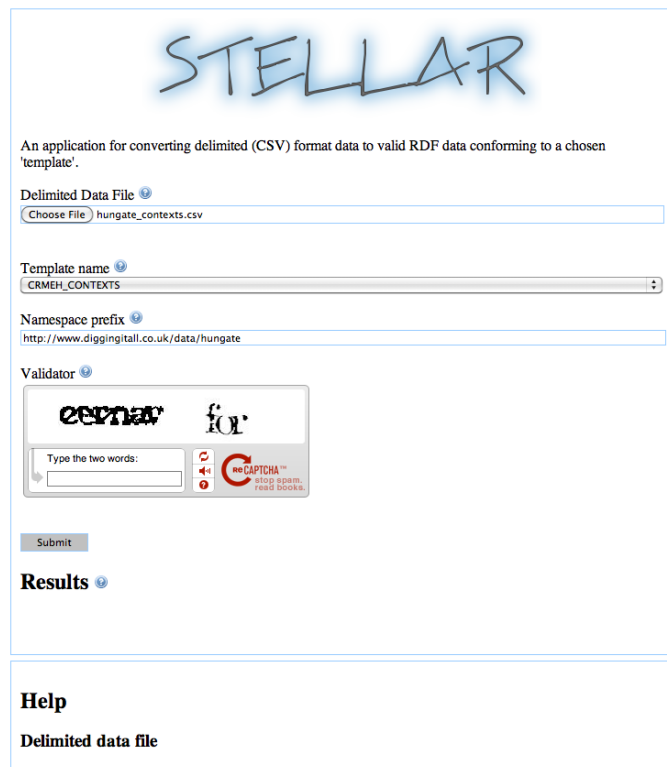 STELLAR
An application for converting delimited (CSV) format data to valid RDF data conforming to a chosen
'template'.
Delimited Data File
Choose File hungate_contexts.csv
Template name
CRMEH_CONTEXTS
Namespace prefix
http://www.diggingitall.co.uk/data/hungate
Validator
for
Type the two words:
reCAPTCHA™
stop spam.
read books.
Submit
Results
Help
Delimited data file